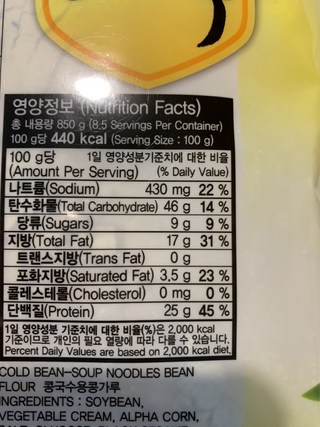 영양정보 (Nutrition Facts)
총 내용량 850 g (8.5 Servings Per Container)
100 g당 440 kcal (Serving Size : 100 g)
100 g당 1일 영양성분기준치에 대한 비율
(Amount Per Serving) (% Daily Value)
나트륨(Sodium) 430 mg 22 %
탄수화물(Total Carbohydrate) 46 g 14 %
당류(Sugars) 9 g 9 %
지방(Total Fat) 17 g 31 %
트랜스지방(Trans Fat) 0 g
포화지방(Saturated Fat) 3.5 g 23 %
콜레스테롤(Cholesterol) 0 mg 0 %
단백질(Protein) 25 g 45 %
1일 영양성분 기준치에 대한 비율(%)은 2,000 kcal
기준이므로 개인의 필요 열량에 따라 다를 수 있습니다.
Percent Daily Values are based on 2,000 kcal diet.
COLD BEAN-SOUP NOODLES BEAN
FLOUR 콩국수용콩가루
INGREDIENTS : SOYBEAN,
VEGETABLE CREAM, ALPHA CORN,